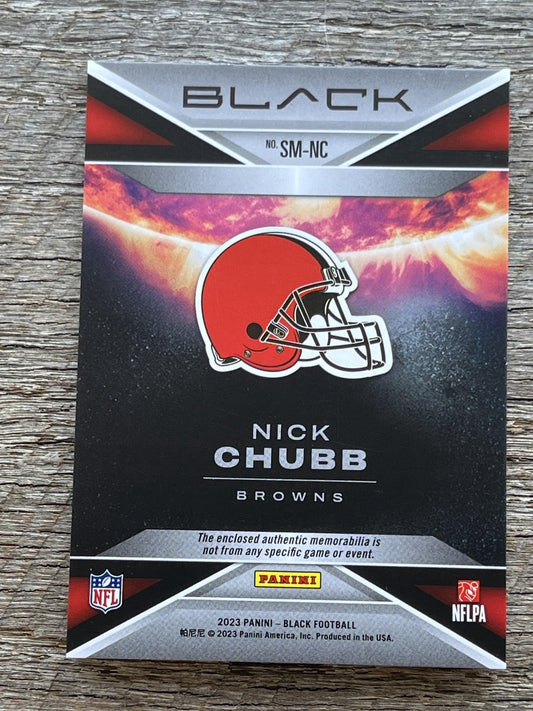 BLACK
NO. SM-NC
NICK
CHUBB
BROWNS
The enclosed authentic memorabilia is
not from any specific game or event.
PANINI
NFL
NFLPA
2023 PANINI – BLACK FOOTBALL
帕尼尼 © 2023 Panini America, Inc. Produced in the USA.